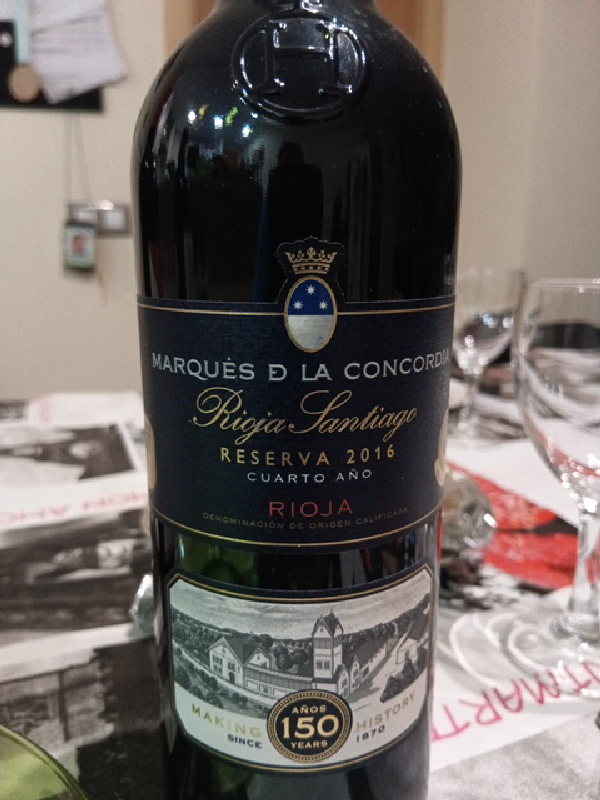 H
MARQUÈS D LA CONCORDIA
Rioja Santiago
RESERVA 2016
CUARTO AÑO
RIOJA
DENOMINACIÓN DE ORIGEN CALIFICADA
MAKING HISTORY
SINCE 1870
AÑOS
150
YEARS